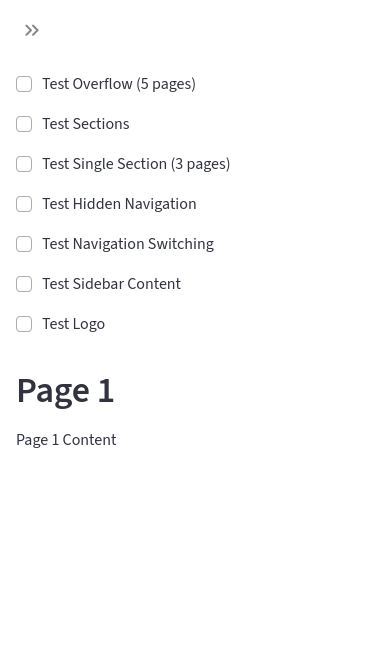 Test Overflow (5 pages)
Test Sections
Test Single Section (3 pages)
Test Hidden Navigation
Test Navigation Switching
Test Sidebar Content
Test Logo
Page 1
Page 1 Content